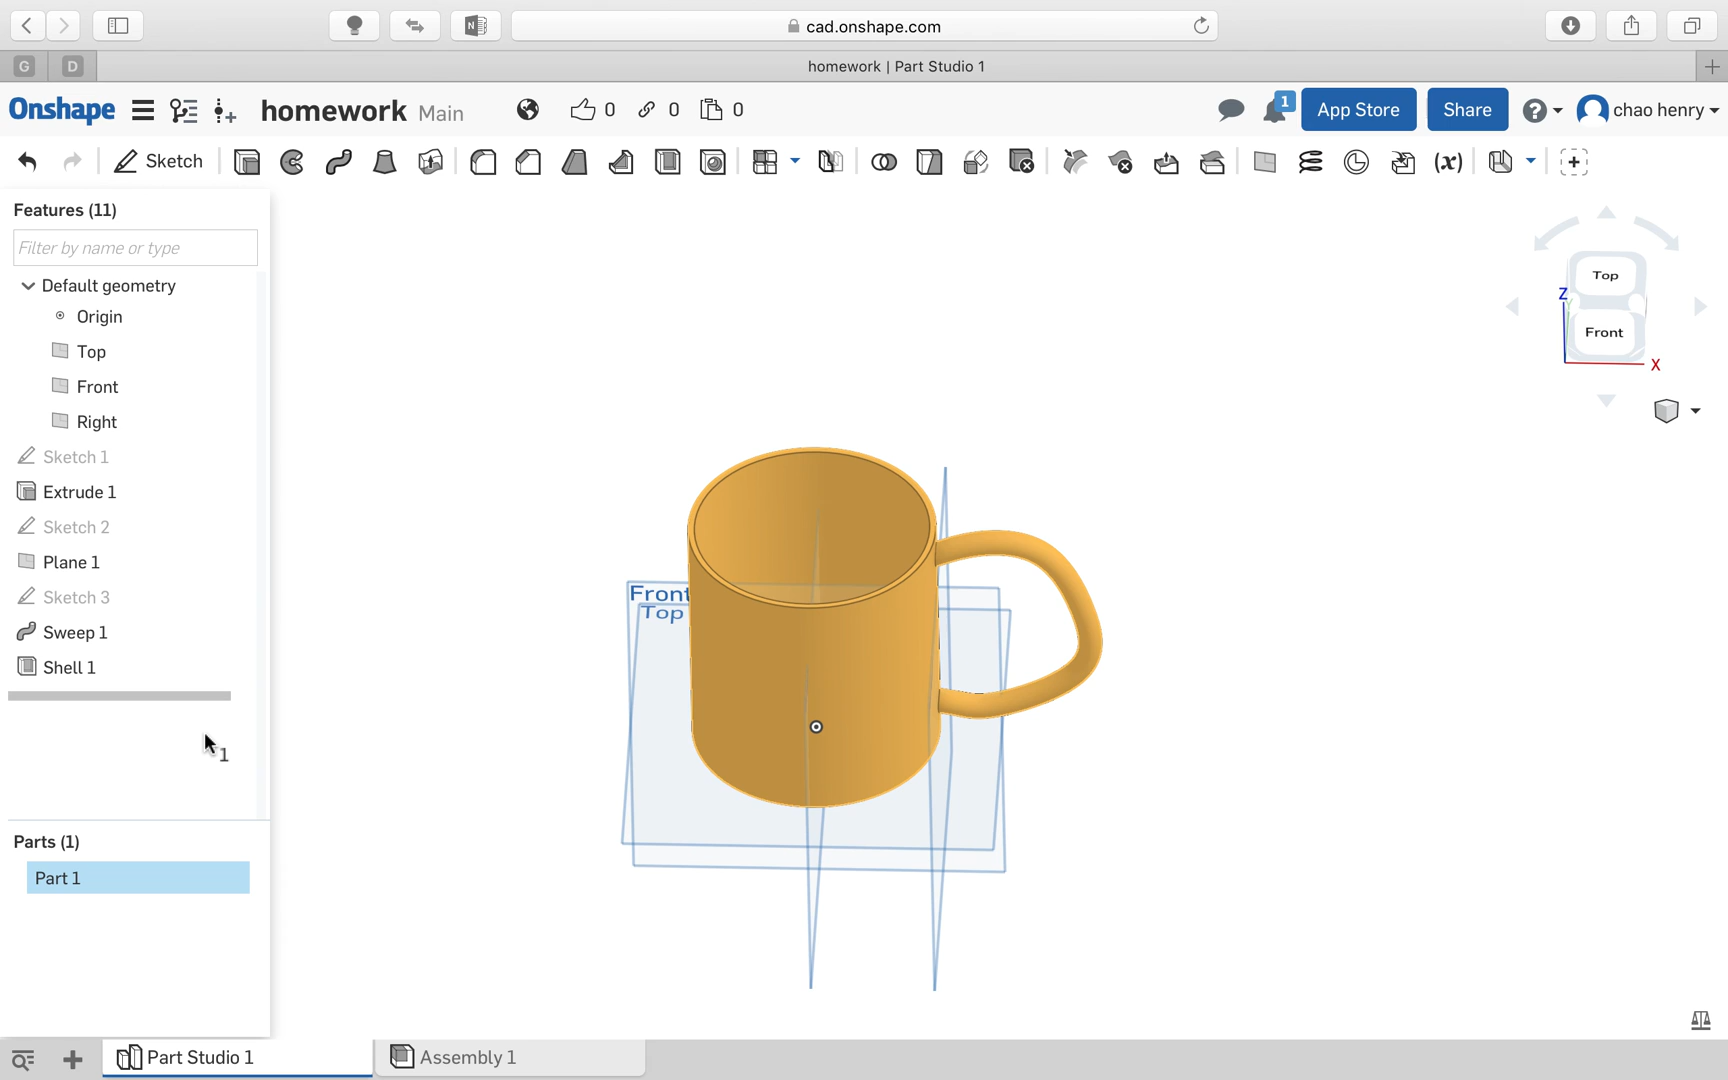 cad.onshape.com
G
D
homework | Part Studio 1
Onshape
homework Main
0
0
0
1
App Store
Share
chao henry
Sketch
(x)
Features (11)
Filter by name or type
Default geometry
Origin
Top
Front
Right
Sketch 1
Extrude 1
Sketch 2
Plane 1
Sketch 3
Sweep 1
Shell 1
1
Parts (1)
Part 1
Front
Top
Top
Front
Z
Y
X
Part Studio 1
Assembly 1